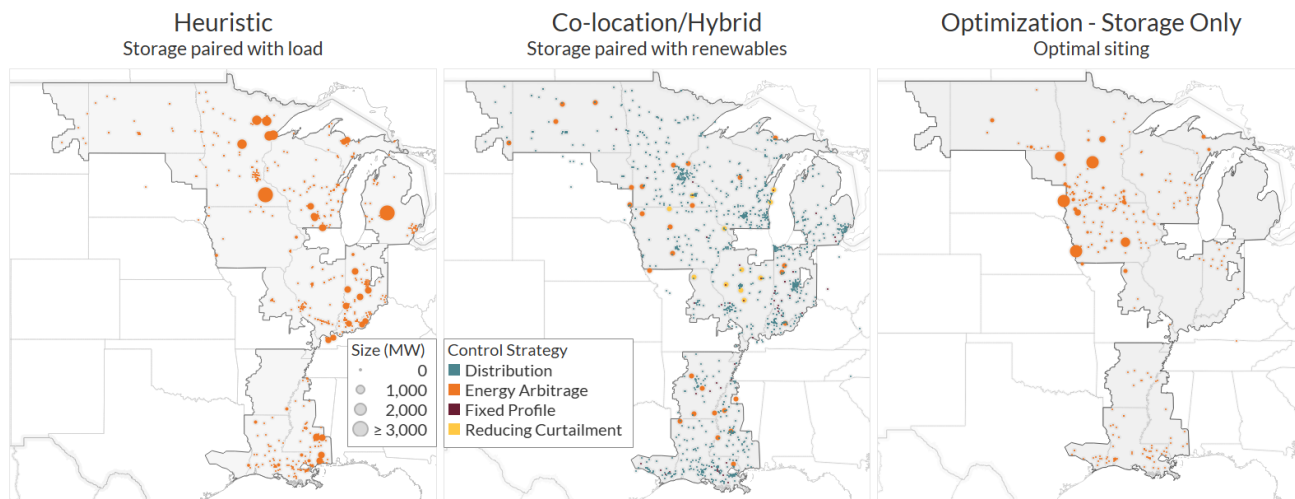 Heuristic
Storage paired with load
Co-location/Hybrid
Storage paired with renewables
Optimization - Storage Only
Optimal siting
Size (MW)
0
1,000
2,000
≥ 3,000
Control Strategy
Distribution
Energy Arbitrage
Fixed Profile
Reducing Curtailment